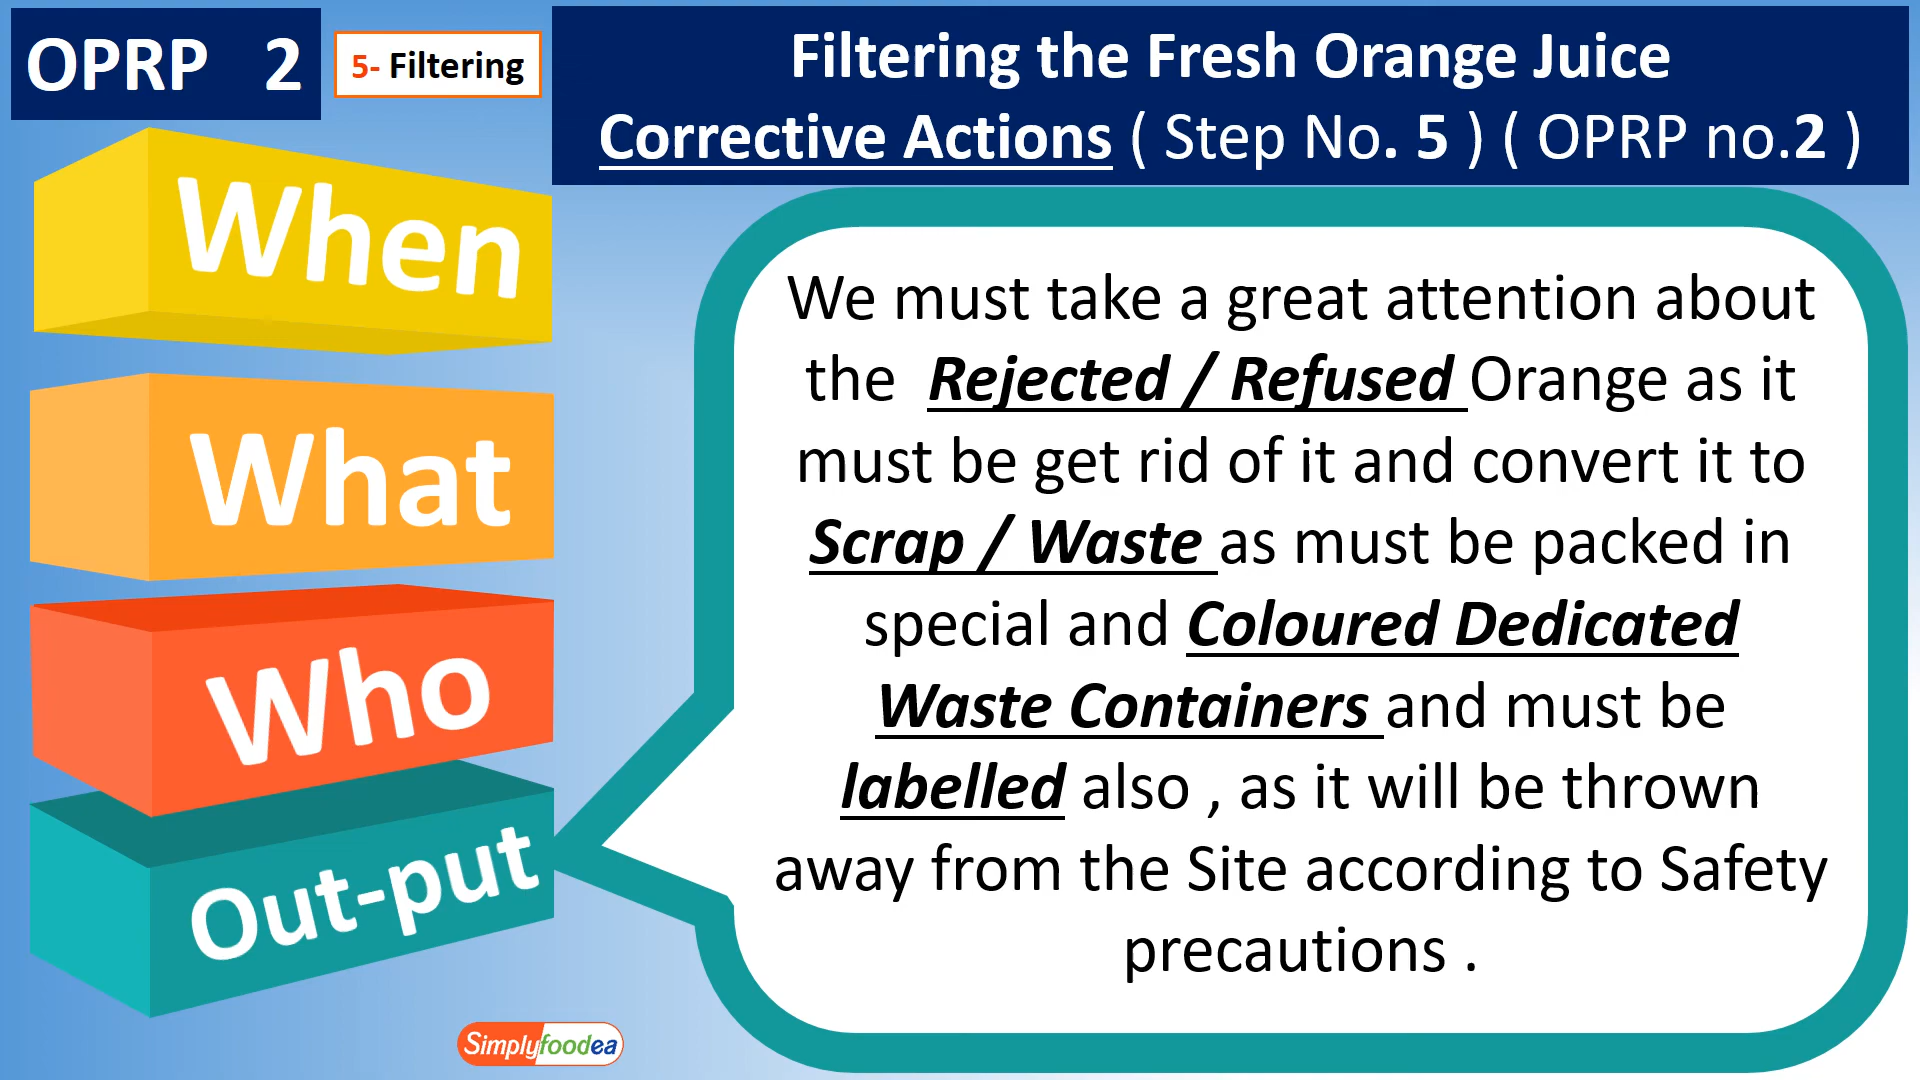 OPRP 2
5- Filtering
Filtering the Fresh Orange Juice
Corrective Actions ( Step No. 5 ) ( OPRP no.2 )
When
What
Who
Out-put
We must take a great attention about
the Rejected / Refused Orange as it
must be get rid of it and convert it to
Scrap / Waste as must be packed in
special and Coloured Dedicated
Waste Containers and must be
labelled also , as it will be thrown
away from the Site according to Safety
precautions .
Simplyfoodea